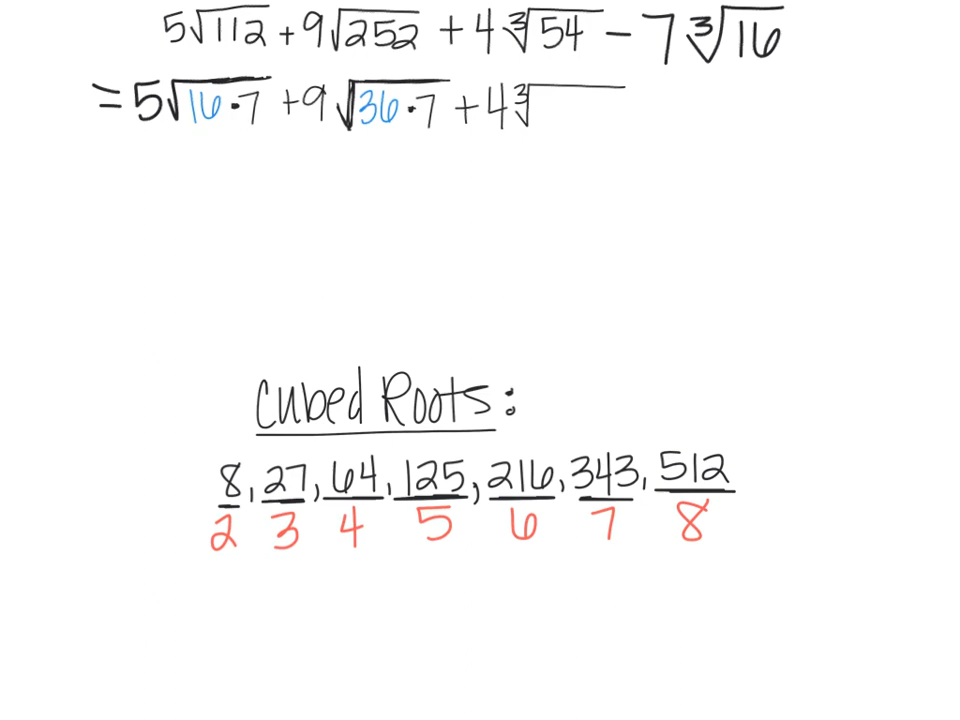 5√112 + 9√252 + 4∛54 − 7∛16
= 5√16·7 + 9√36·7 + 4∛
Cubed Roots:
8, 27, 64, 125, 216, 343, 512
2 3 4 5 6 7 8